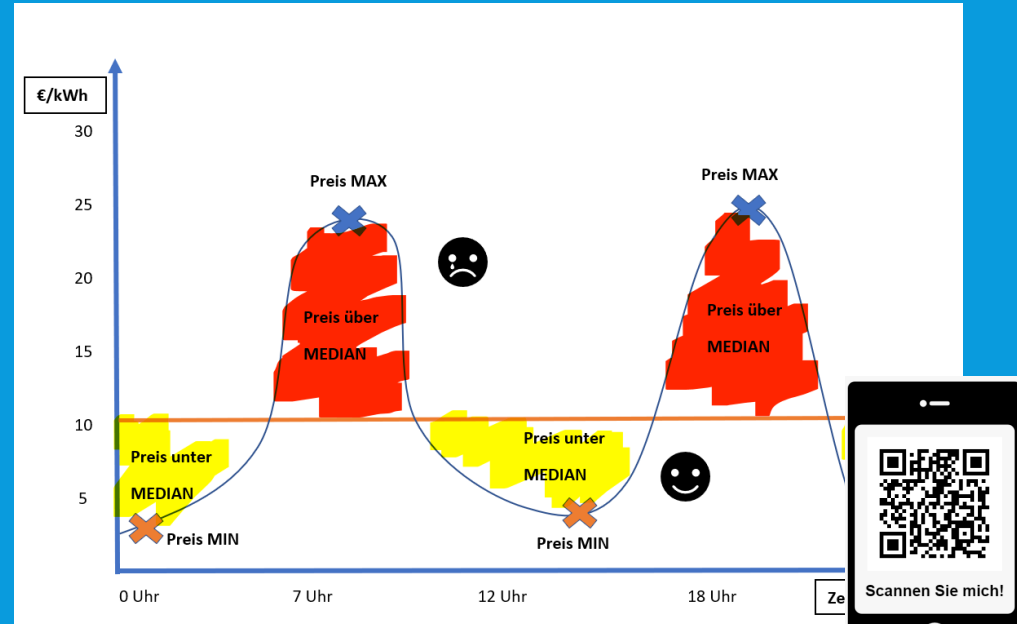 €/kWh
30
25
20
15
10
5
Preis MAX
Preis MAX
Preis über
MEDIAN
Preis über
MEDIAN
Preis unter
MEDIAN
Preis MIN
Preis unter
MEDIAN
Preis MIN
0 Uhr
7 Uhr
12 Uhr
18 Uhr
Scannen Sie mich!